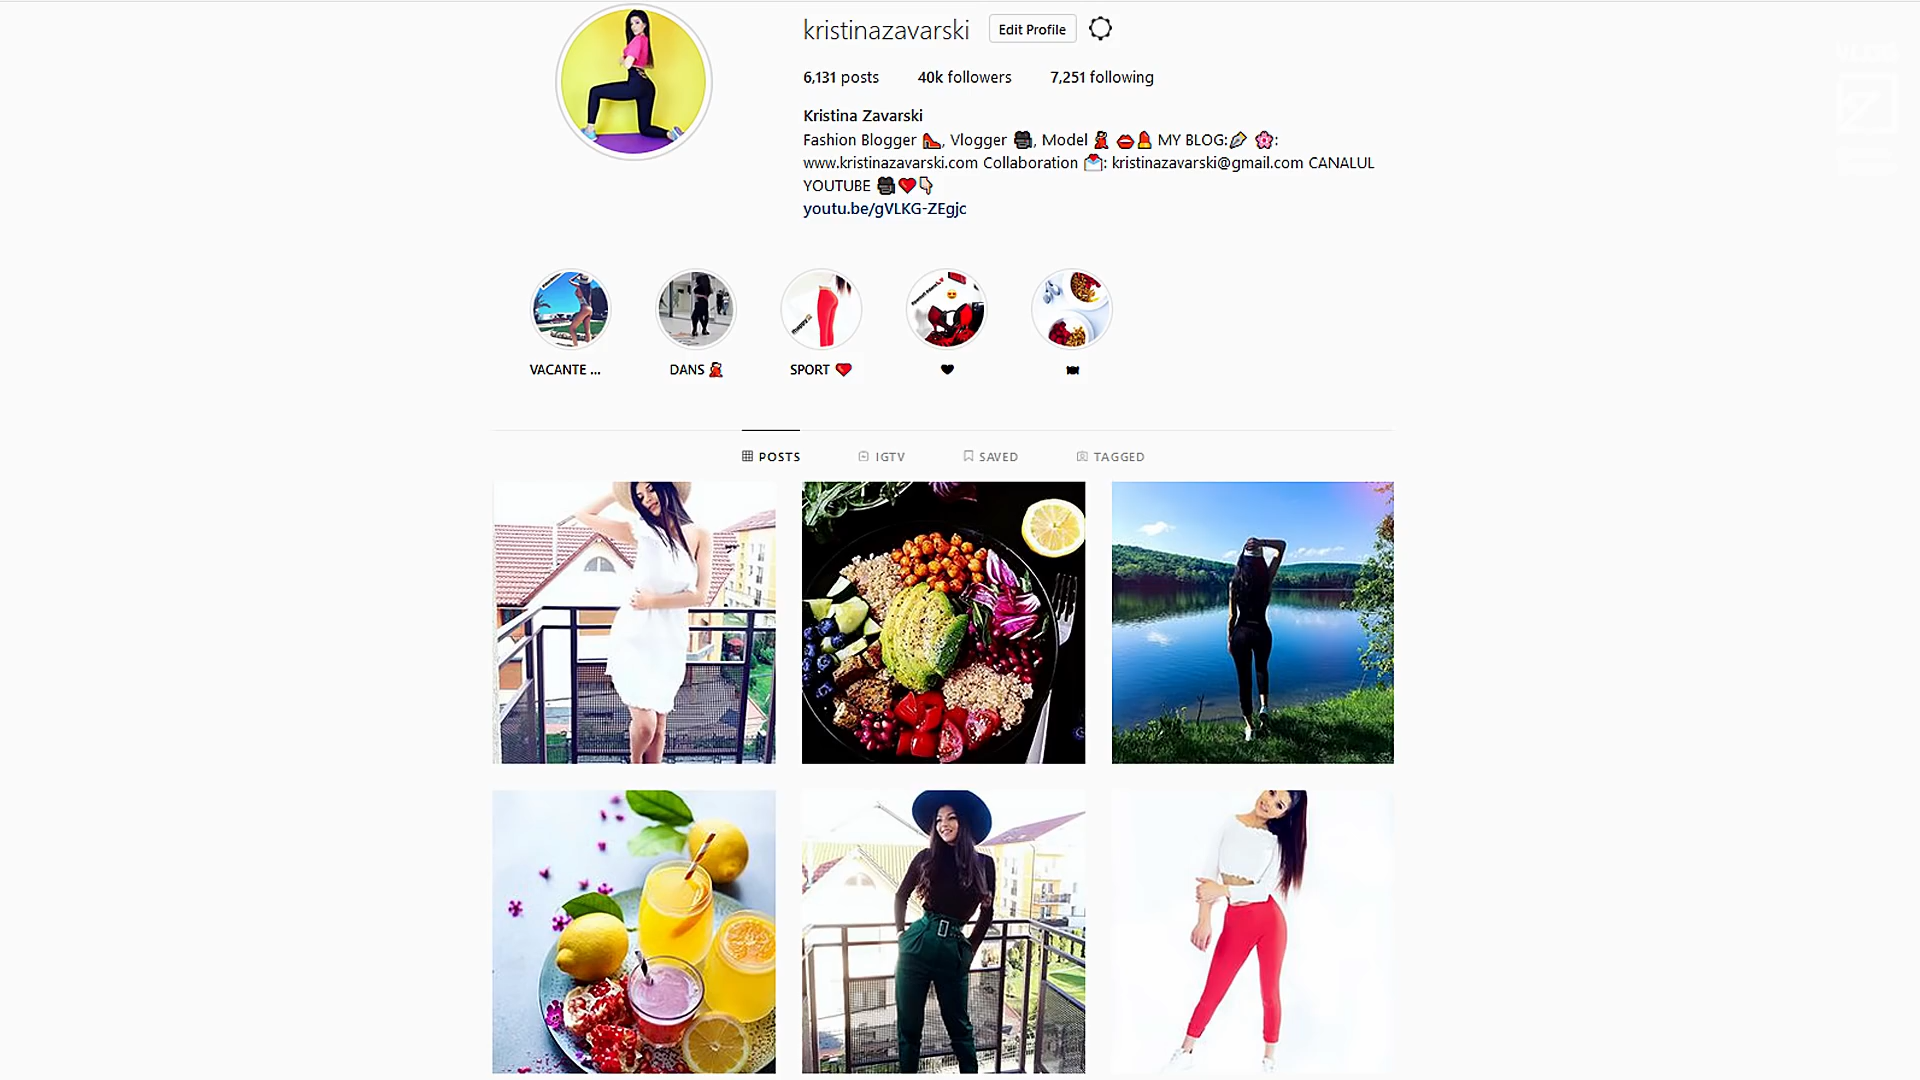 kristinazavarski Edit Profile
6,131 posts 40k followers 7,251 following
Kristina Zavarski
Fashion Blogger 👠, Vlogger 🎥, Model 💃 👄💄 MY BLOG:🖋 🌸:
www.kristinazavarski.com Collaboration 📩: kristinazavarski@gmail.com CANALUL
YOUTUBE 🎥❤👇
youtu.be/gVLKG-ZEgjc
VACANTE ... DANS 💃 SPORT ❤ 🖤 🍽
POSTS IGTV SAVED TAGGED